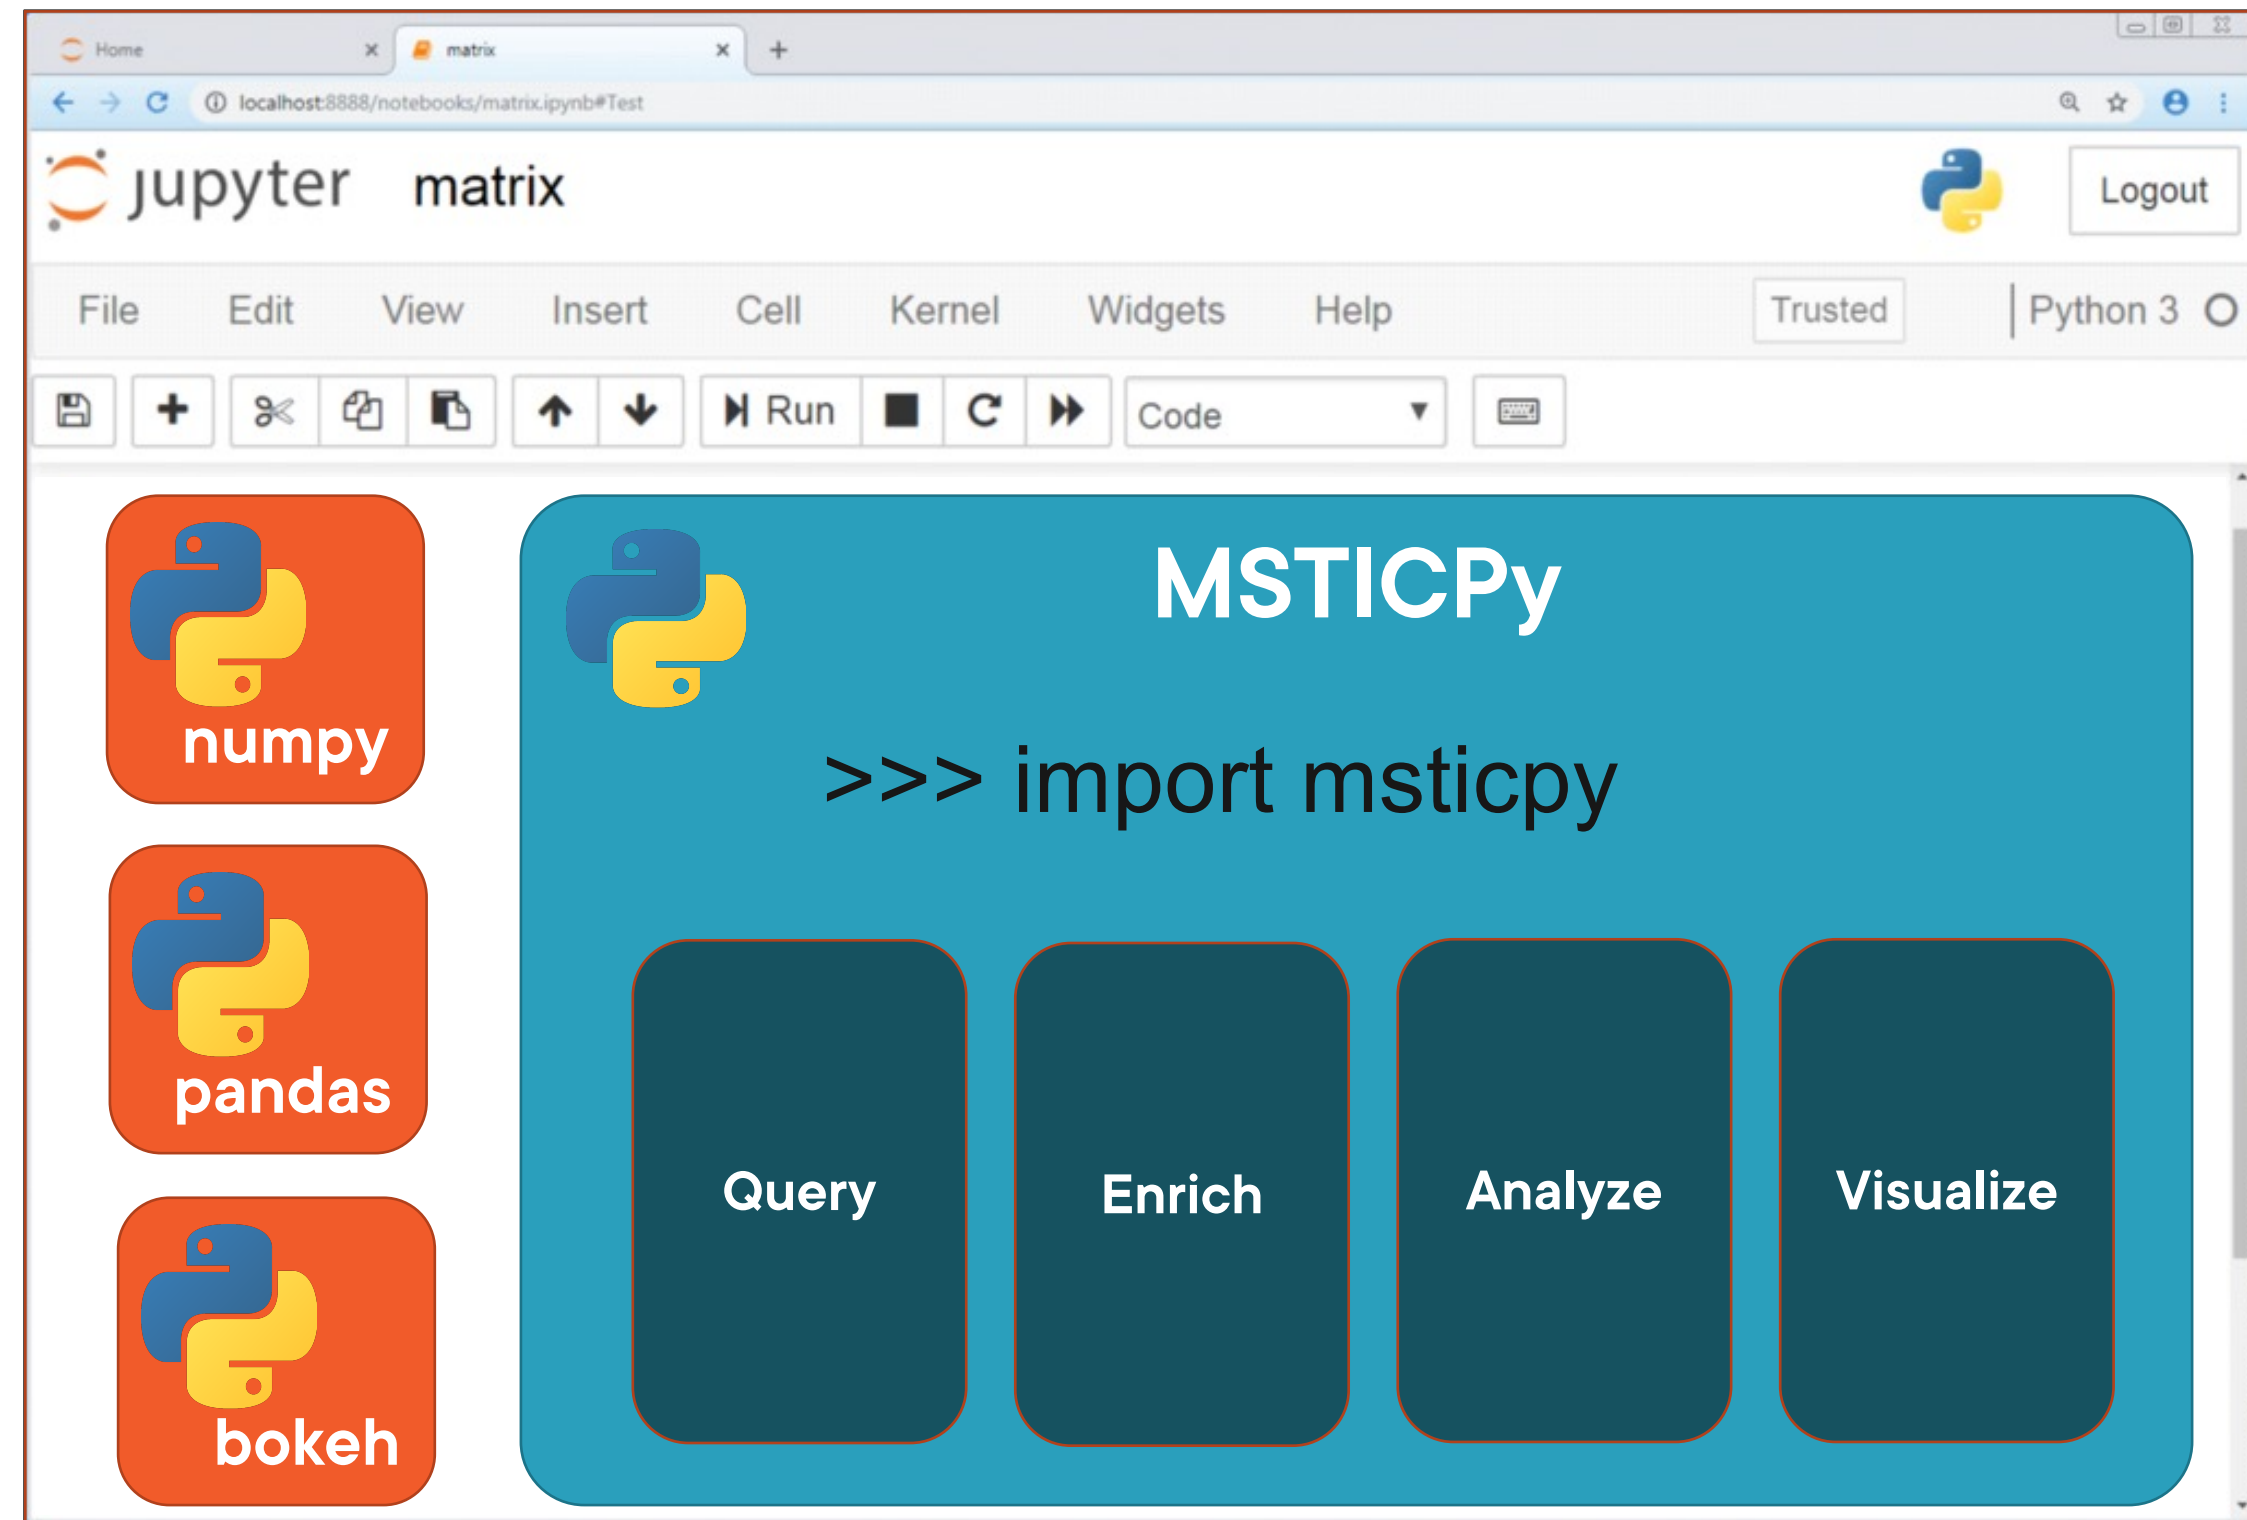 Home
matrix
localhost:8888/notebooks/matrix.ipynb#Test
jupyter matrix
Logout
File Edit View Insert Cell Kernel Widgets Help Trusted Python 3
Run Code
numpy
pandas
bokeh
MSTICPy
>>> import msticpy
Query Enrich Analyze Visualize